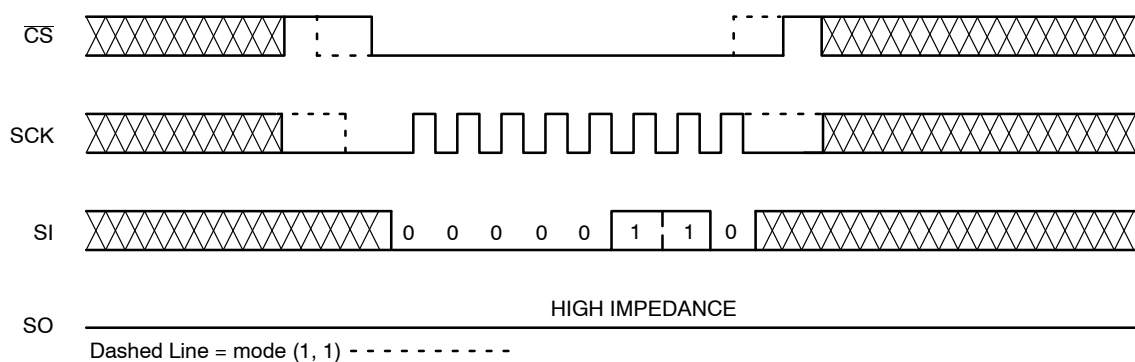 CS
SCK
SI 0 0 0 0 0 1 1 0
HIGH IMPEDANCE
SO
Dashed Line = mode (1, 1)